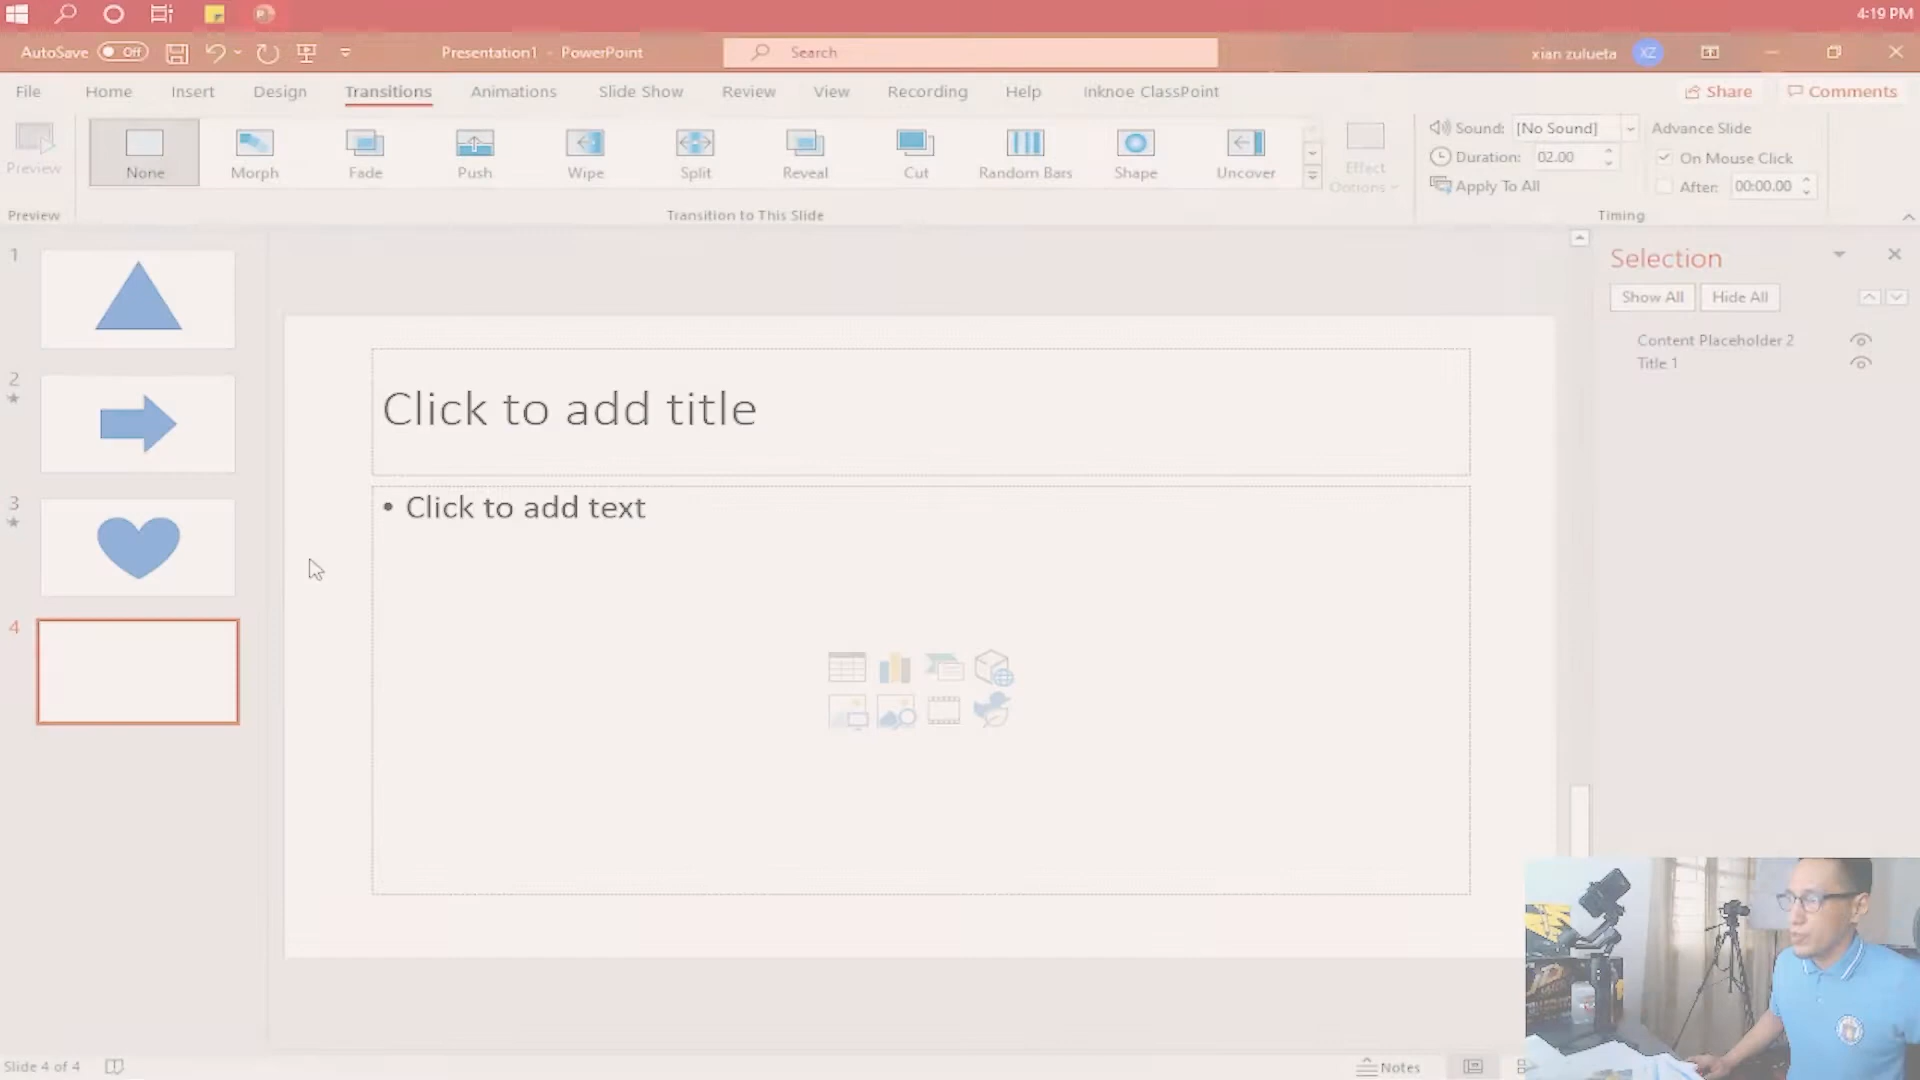 4:19 PM
AutoSave Off Presentation1 - PowerPoint Search xian zulueta XZ
File Home Insert Design Transitions Animations Slide Show Review View Recording Help Inknoe ClassPoint Share Comments
Preview None Morph Fade Push Wipe Split Reveal Cut Random Bars Shape Uncover Effect Options
Sound: [No Sound] Advance Slide
Duration: 02.00 On Mouse Click
Apply To All After: 00:00.00
Preview Transition to This Slide Timing
1
2
3
4
Click to add title
• Click to add text
Selection
Show All Hide All
Content Placeholder 2
Title 1
Slide 4 of 4 Notes